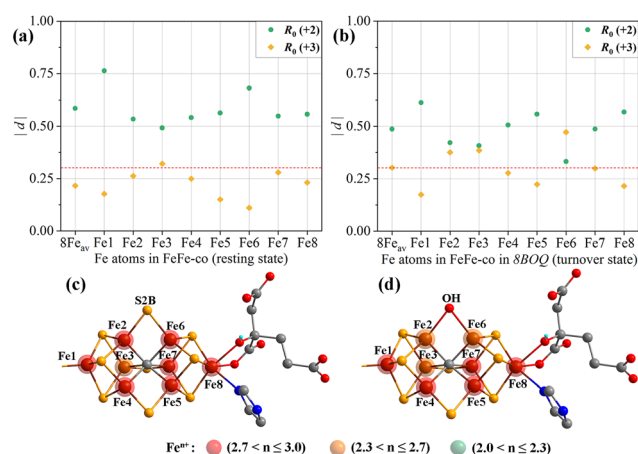 (a)
R₀ (+2)
R₀ (+3)
1.00
0.75
0.50
0.25
0.00
| d |
8Feav Fe1 Fe2 Fe3 Fe4 Fe5 Fe6 Fe7 Fe8
Fe atoms in FeFe-co (resting state)
(b)
R₀ (+2)
R₀ (+3)
1.00
0.75
0.50
0.25
0.00
| d |
8Feav Fe1 Fe2 Fe3 Fe4 Fe5 Fe6 Fe7 Fe8
Fe atoms in FeFe-co in 8BOQ (turnover state)
(c)
S2B
Fe2 Fe6
Fe1 Fe3 Fe7
Fe8
Fe4 Fe5
(d)
OH
Fe2 Fe6
Fe1 Fe3 Fe7
Fe8
Fe4 Fe5
Feⁿ⁺ : (2.7 < n ≤ 3.0) (2.3 < n ≤ 2.7) (2.0 < n ≤ 2.3)